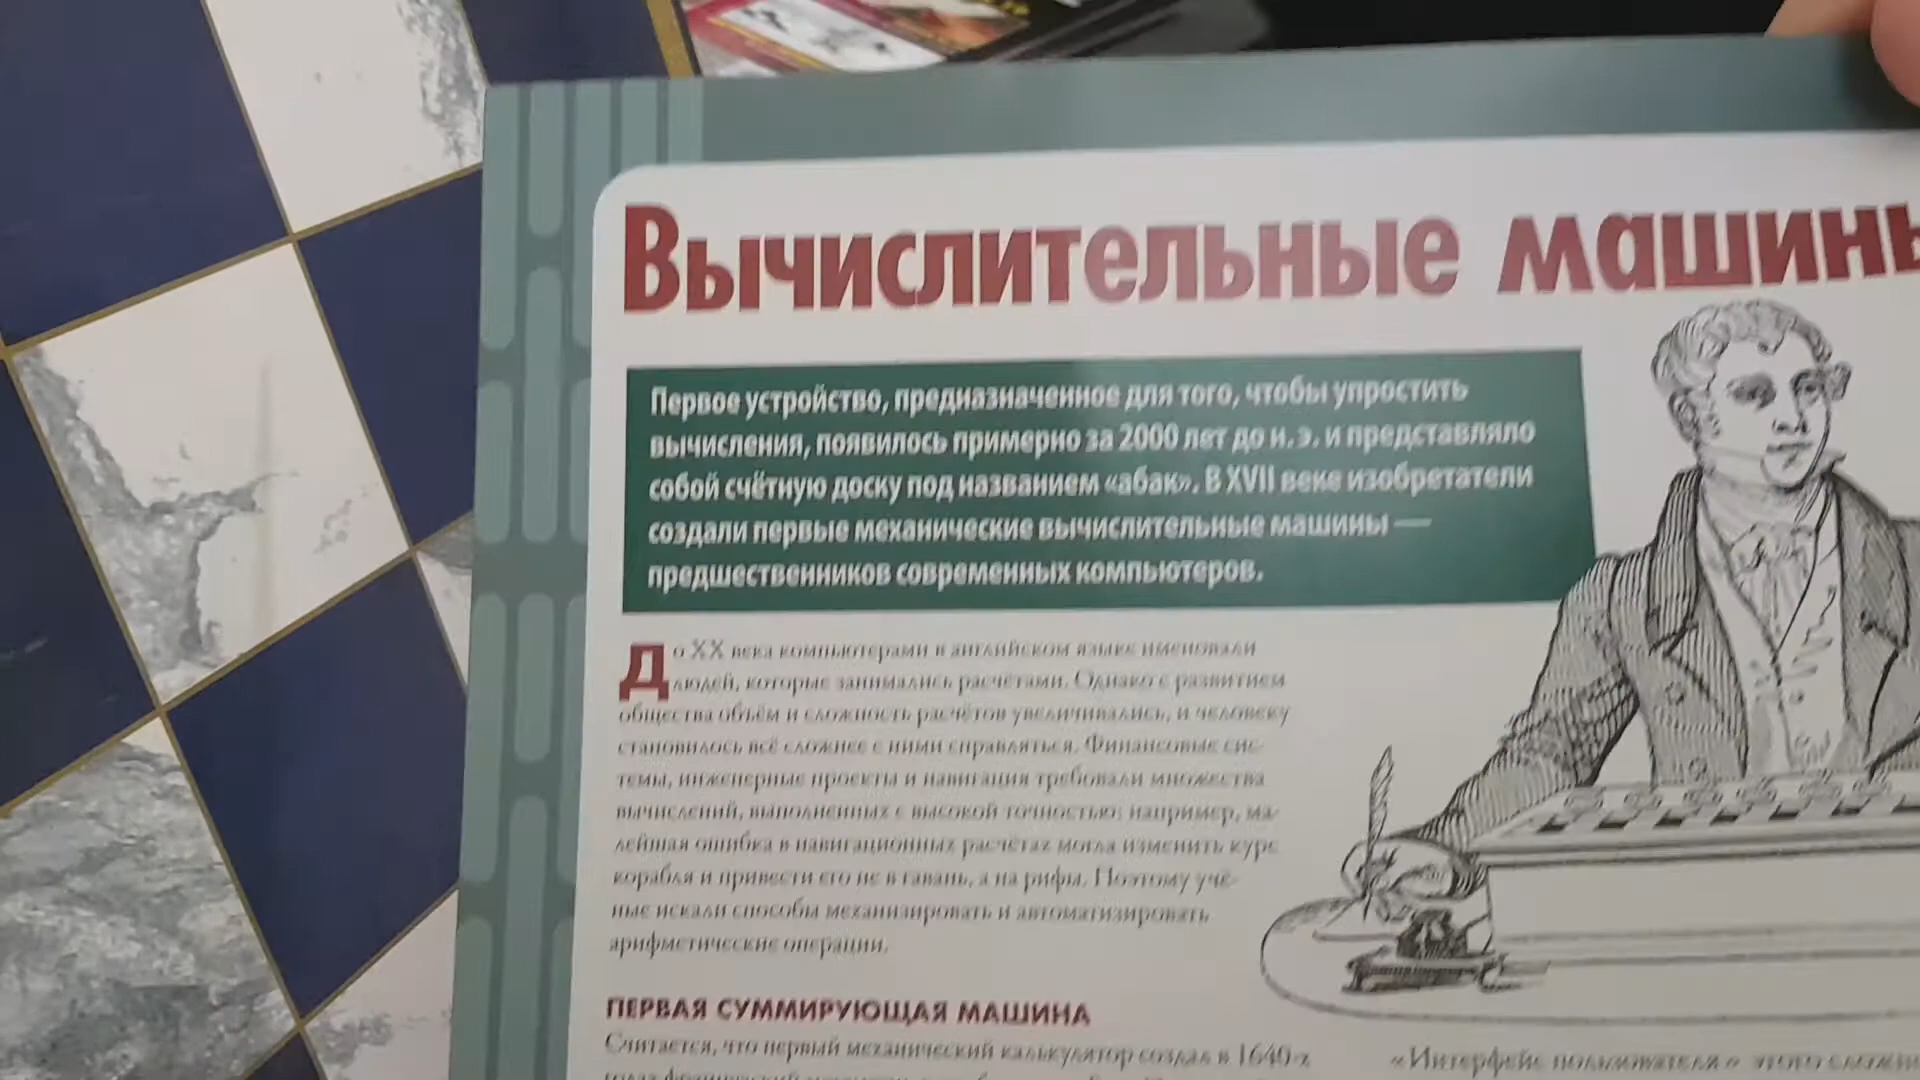 Вычислительные машины
Первое устройство, предназначенное для того, чтобы упростить
вычисления, появилось примерно за 2000 лет до н. э. и представляло
собой счётную доску под названием «абак». В XVII веке изобретатели
создали первые механические вычислительные машины —
предшественников современных компьютеров.
До XX века компьютерами в английском языке именовали
людей, которые занимались расчётами. Однако с развитием
общества объём и сложность расчётов увеличивались, и человеку
становилось всё сложнее с ними справляться. Финансовые сис-
темы, инженерные проекты и навигация требовали множества
вычислений, выполненных с высокой точностью: например, ма-
лейшая ошибка в навигационных расчётах могла изменить курс
корабля и привести его не в гавань, а на рифы. Поэтому учё-
ные искали способы механизировать и автоматизировать
арифметические операции.
ПЕРВАЯ СУММИРУЮЩАЯ МАШИНА
Считается, что первый механический калькулятор создал в 1640-х
«Интерфейс пользователя» этого